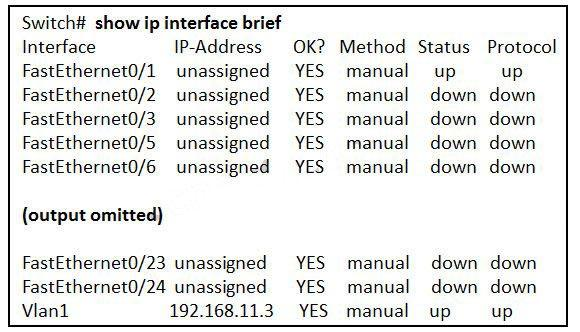 Switch# show ip interface brief
Interface IP-Address OK? Method Status Protocol
FastEthernet0/1 unassigned YES manual up up
FastEthernet0/2 unassigned YES manual down down
FastEthernet0/3 unassigned YES manual down down
FastEthernet0/5 unassigned YES manual down down
FastEthernet0/6 unassigned YES manual down down
(output omitted)
FastEthernet0/23 unassigned YES manual down down
FastEthernet0/24 unassigned YES manual down down
Vlan1 192.168.11.3 YES manual up up